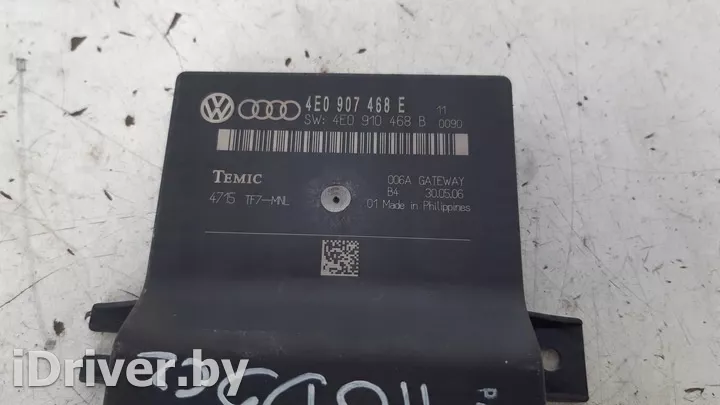 4E0 907 468 E 11
SW: 4E0 910 468 B 0090
TEMIC 006A GATEWAY
B4 30.05.06
4715 TF7-MNL 01 Made in Philippines
iDriver.by